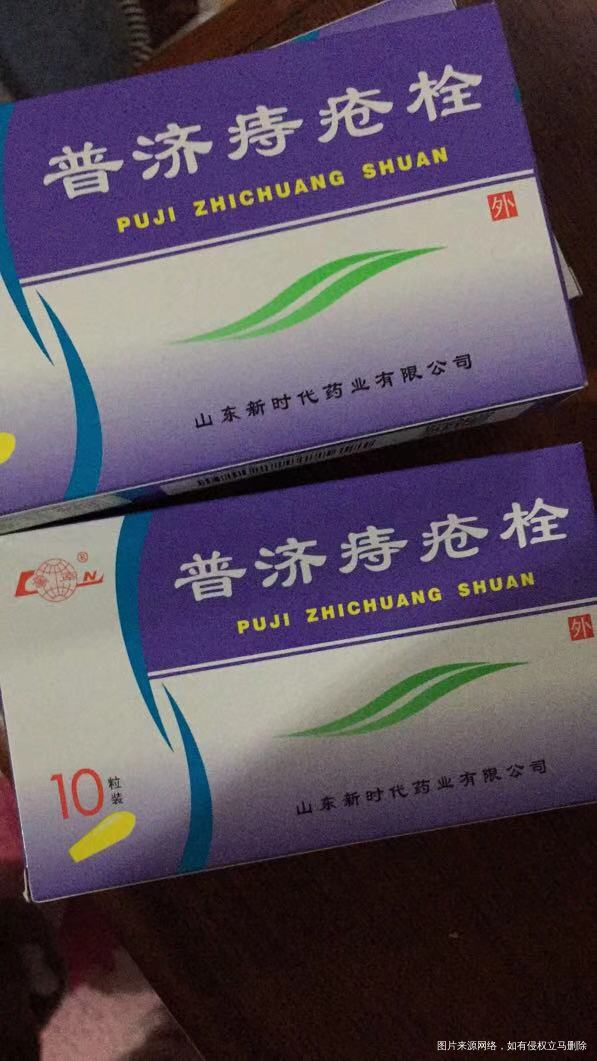 普济痔疮栓
PUJI ZHICHUANG SHUAN
外
山东新时代药业有限公司
N
®
普济痔疮栓
PUJI ZHICHUANG SHUAN
外
10粒装
山东新时代药业有限公司
图片来源网络，如有侵权立马删除